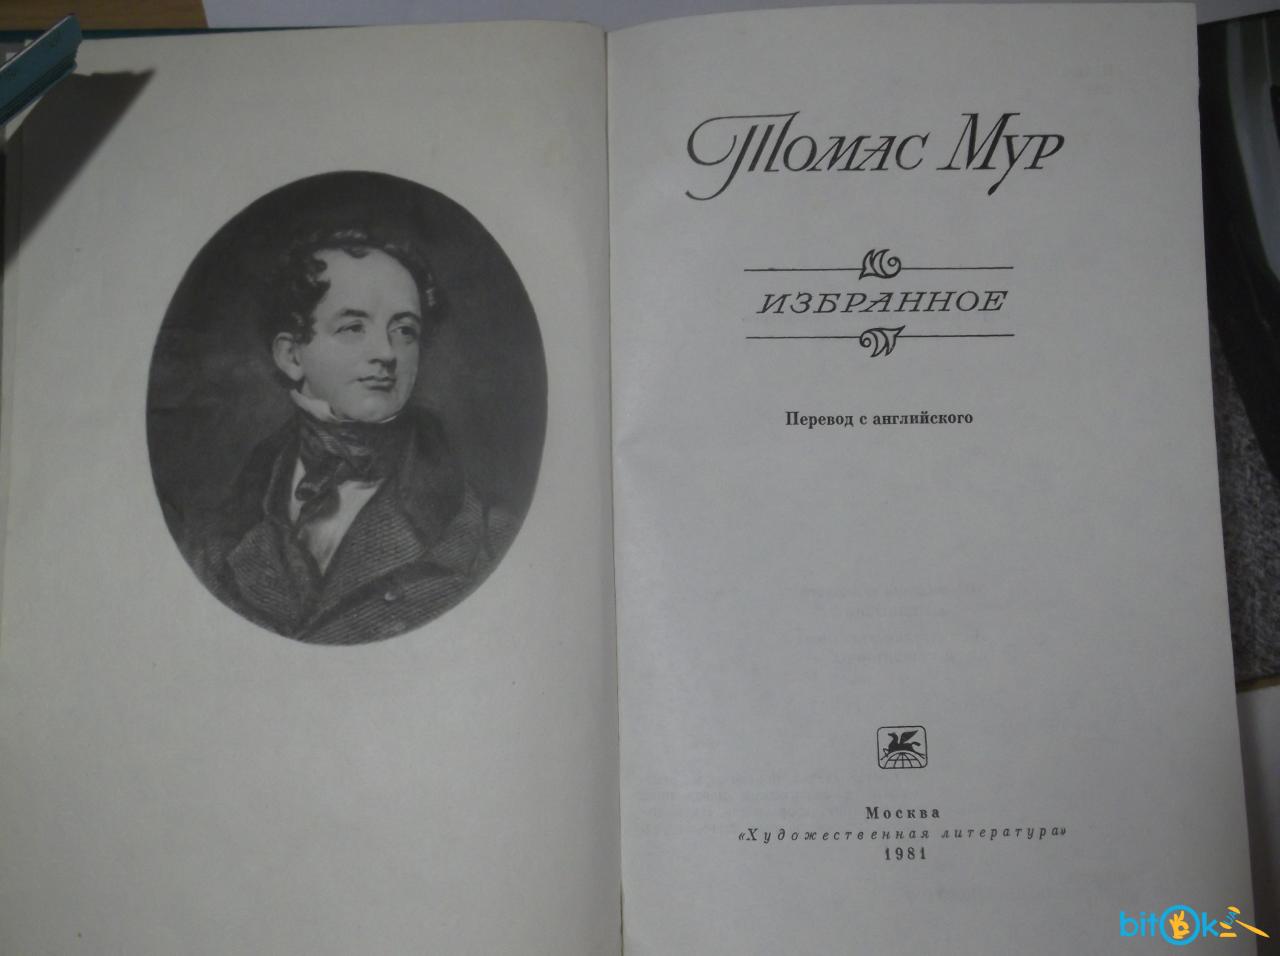 Томас Мур
ИЗБРАННОЕ
Перевод с английского
Москва
«Художественная литература»
1981
bitOk